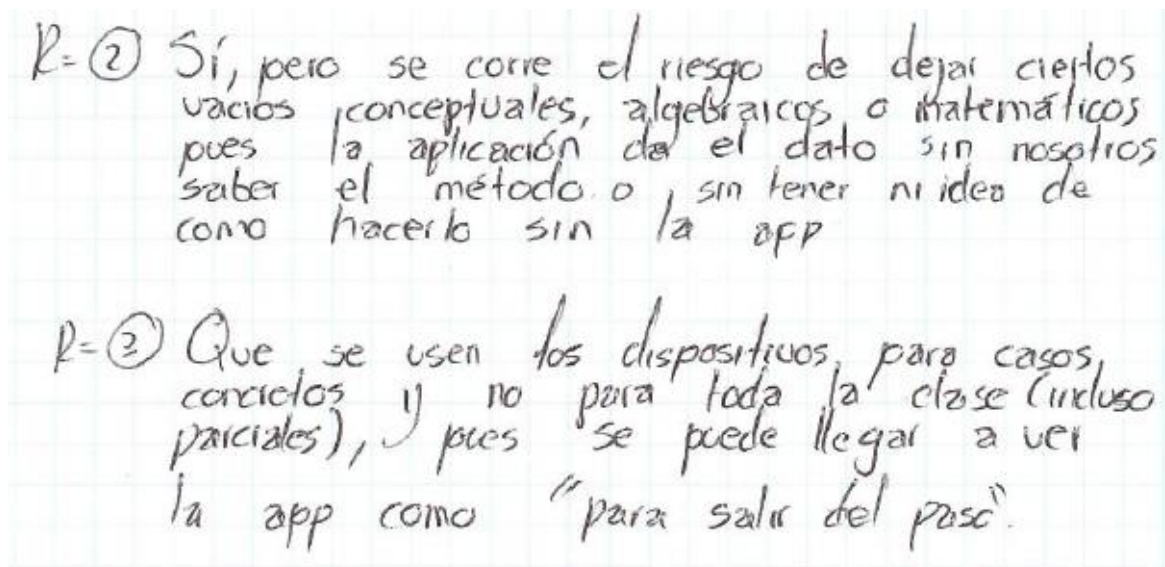 R=② Sí, pero se corre el riesgo de dejar ciertos
vacios conceptuales, algebraicos o matemáticos
pues la aplicación da el dato sin nosotros
saber el método o, sin tener ni idea de
como hacerlo sin la app
R=③ Que se usen los dispositivos, para casos
concretos y no para toda la clase (incluso
parciales), pues se puede llegar a ver
la app como "para salir del paso".